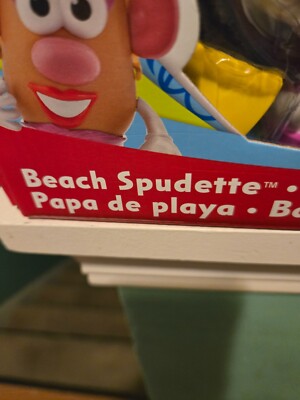 Beach Spudette™ •
Papa de playa •